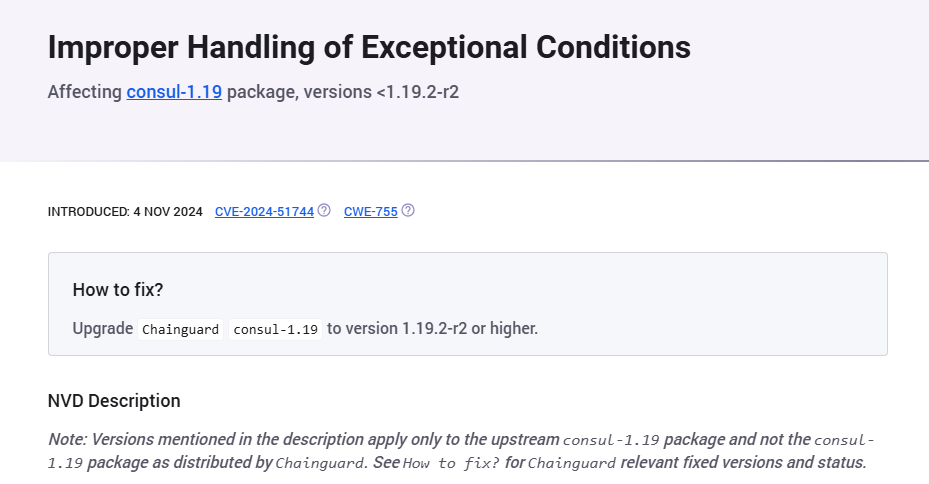 Improper Handling of Exceptional Conditions
Affecting consul-1.19 package, versions <1.19.2-r2
INTRODUCED: 4 NOV 2024 CVE-2024-51744 ? CWE-755 ?
How to fix?
Upgrade Chainguard consul-1.19 to version 1.19.2-r2 or higher.
NVD Description
Note: Versions mentioned in the description apply only to the upstream consul-1.19 package and not the consul-
1.19 package as distributed by Chainguard. See How to fix? for Chainguard relevant fixed versions and status.